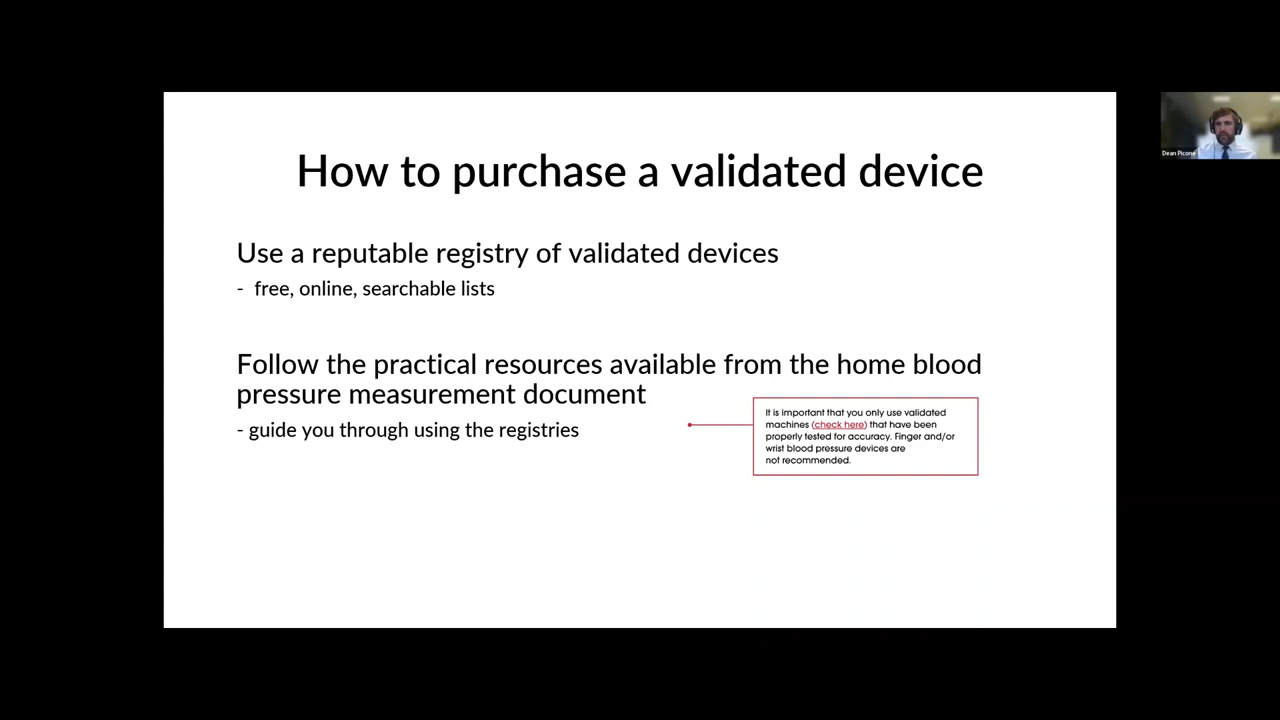 How to purchase a validated device
Dean Picone
Use a reputable registry of validated devices
- free, online, searchable lists
Follow the practical resources available from the home blood
pressure measurement document
- guide you through using the registries
It is important that you only use validated
machines (check here) that have been
properly tested for accuracy. Finger and/or
wrist blood pressure devices are
not recommended.